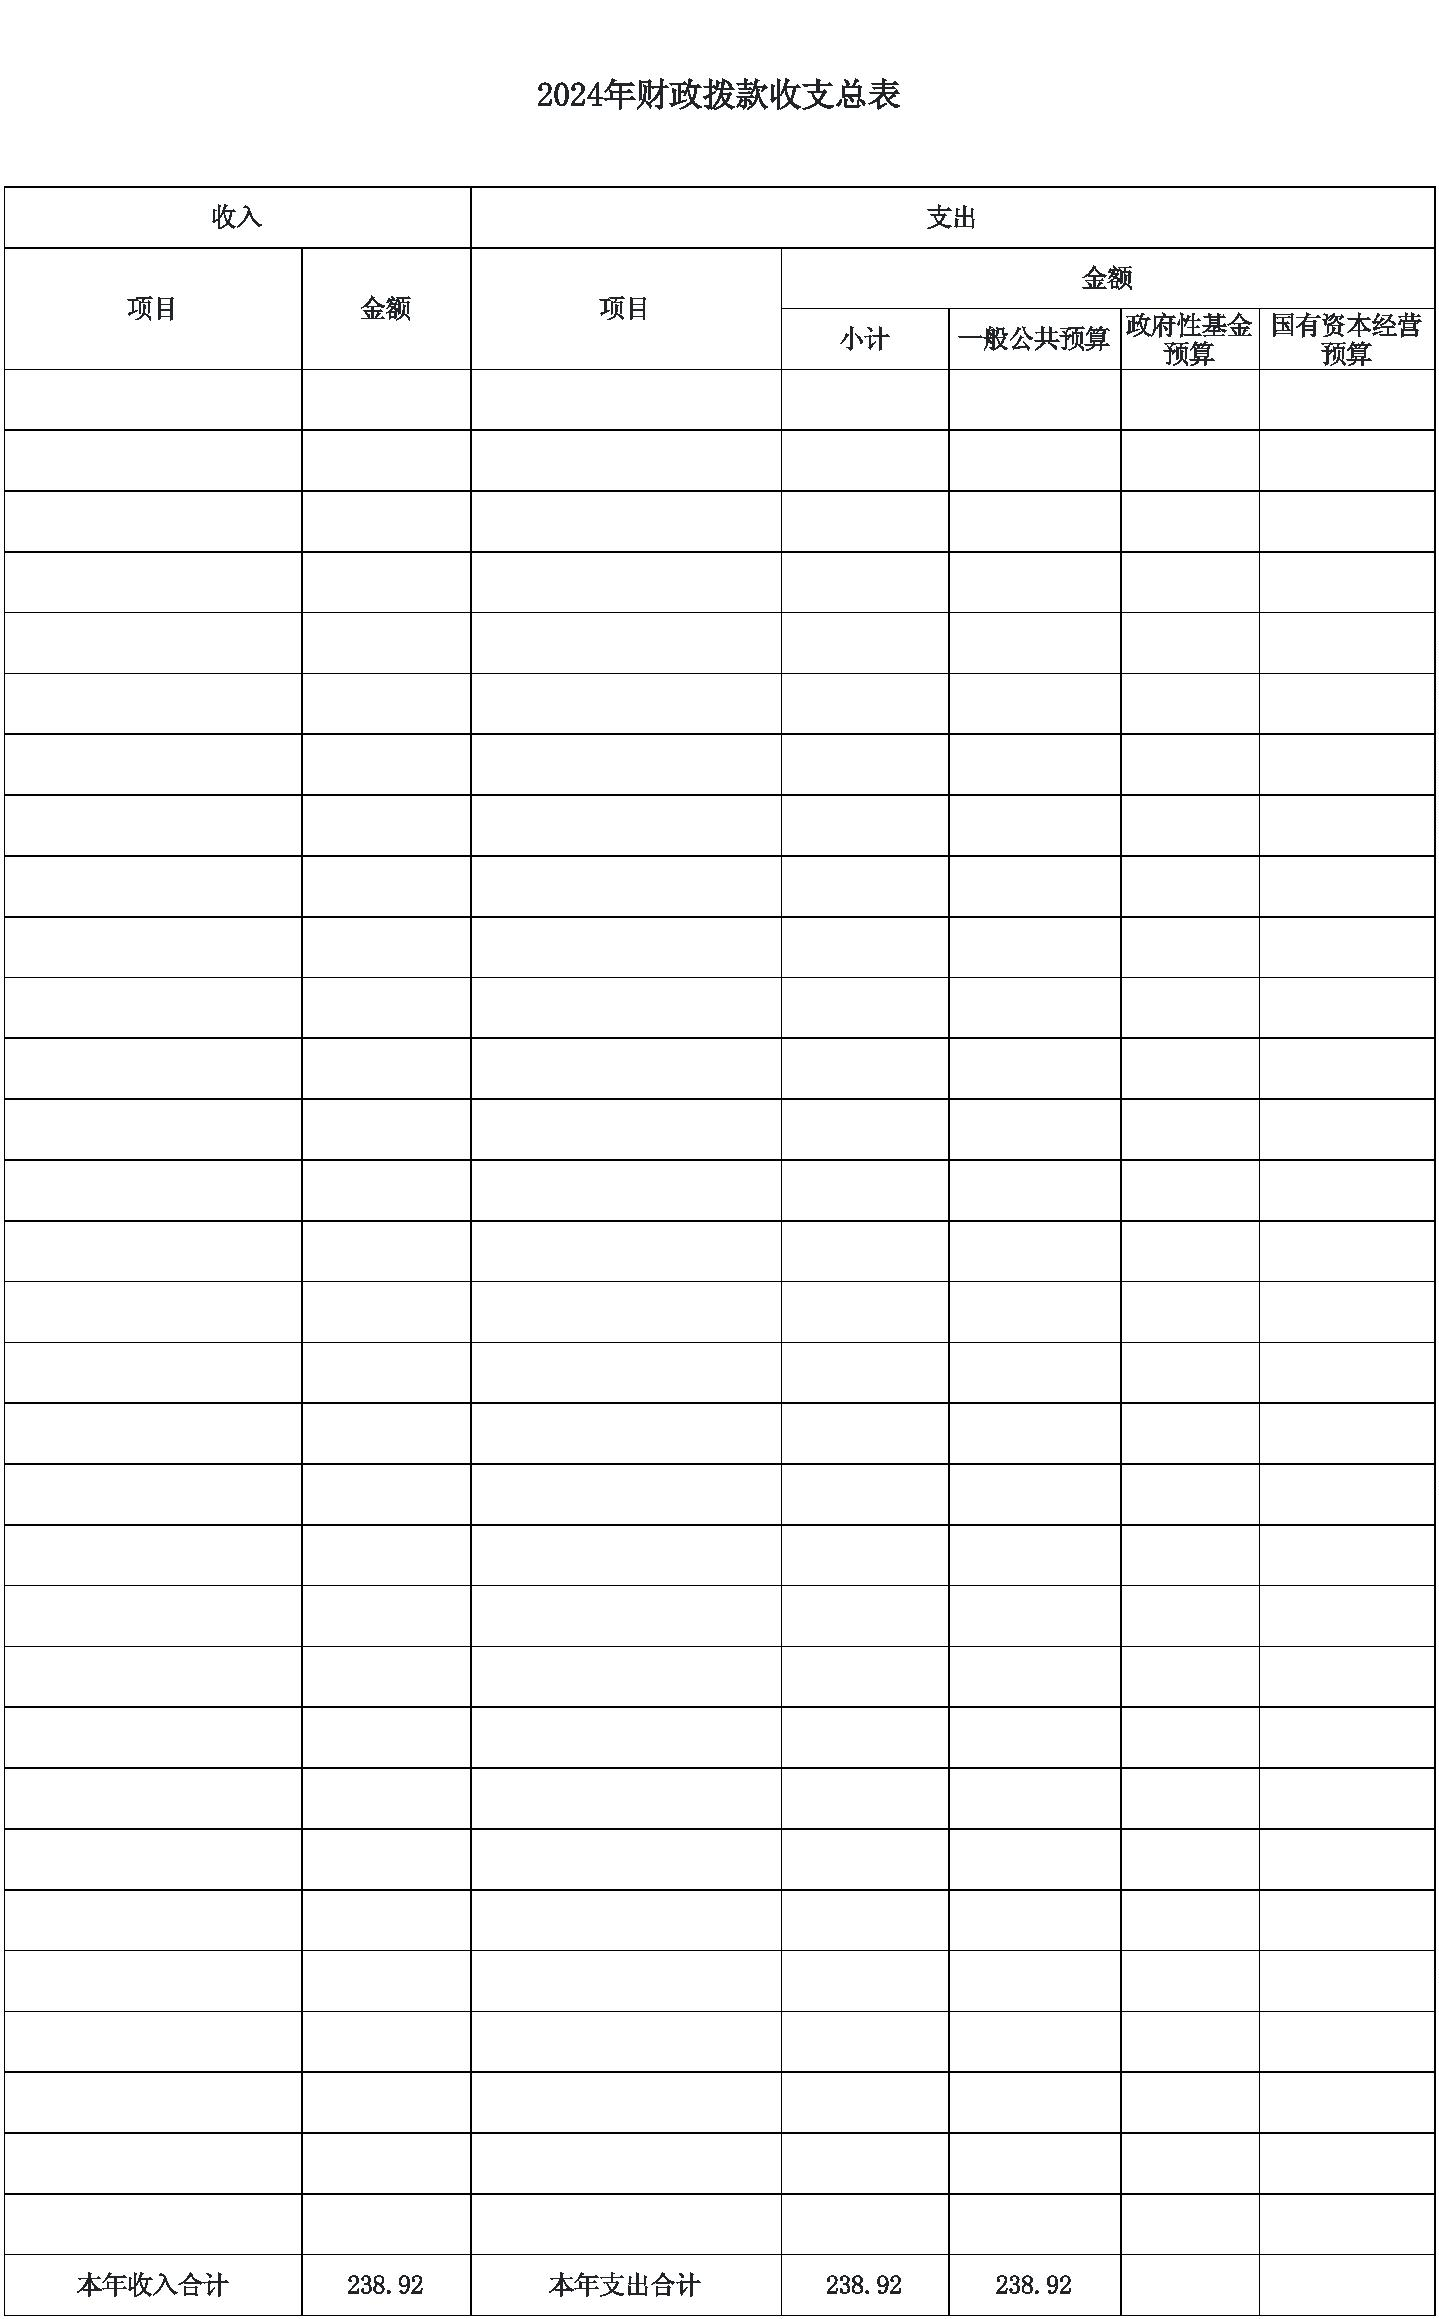 2024年财政拨款收支总表
收入
支出
项目
金额
项目
金额
小计
一般公共预算
政府性基金
预算
国有资本经营
预算
本年收入合计
238.92
本年支出合计
238.92
238.92